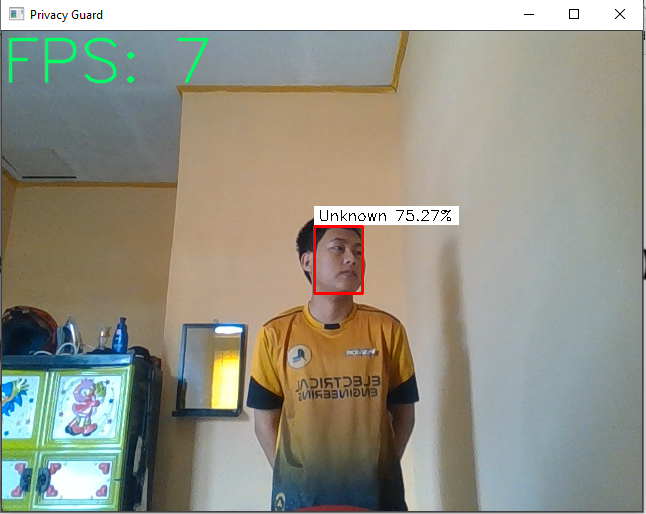 Privacy Guard
FPS: 7
Unknown 75.27%
ELECTRICAL
ENGINEERING